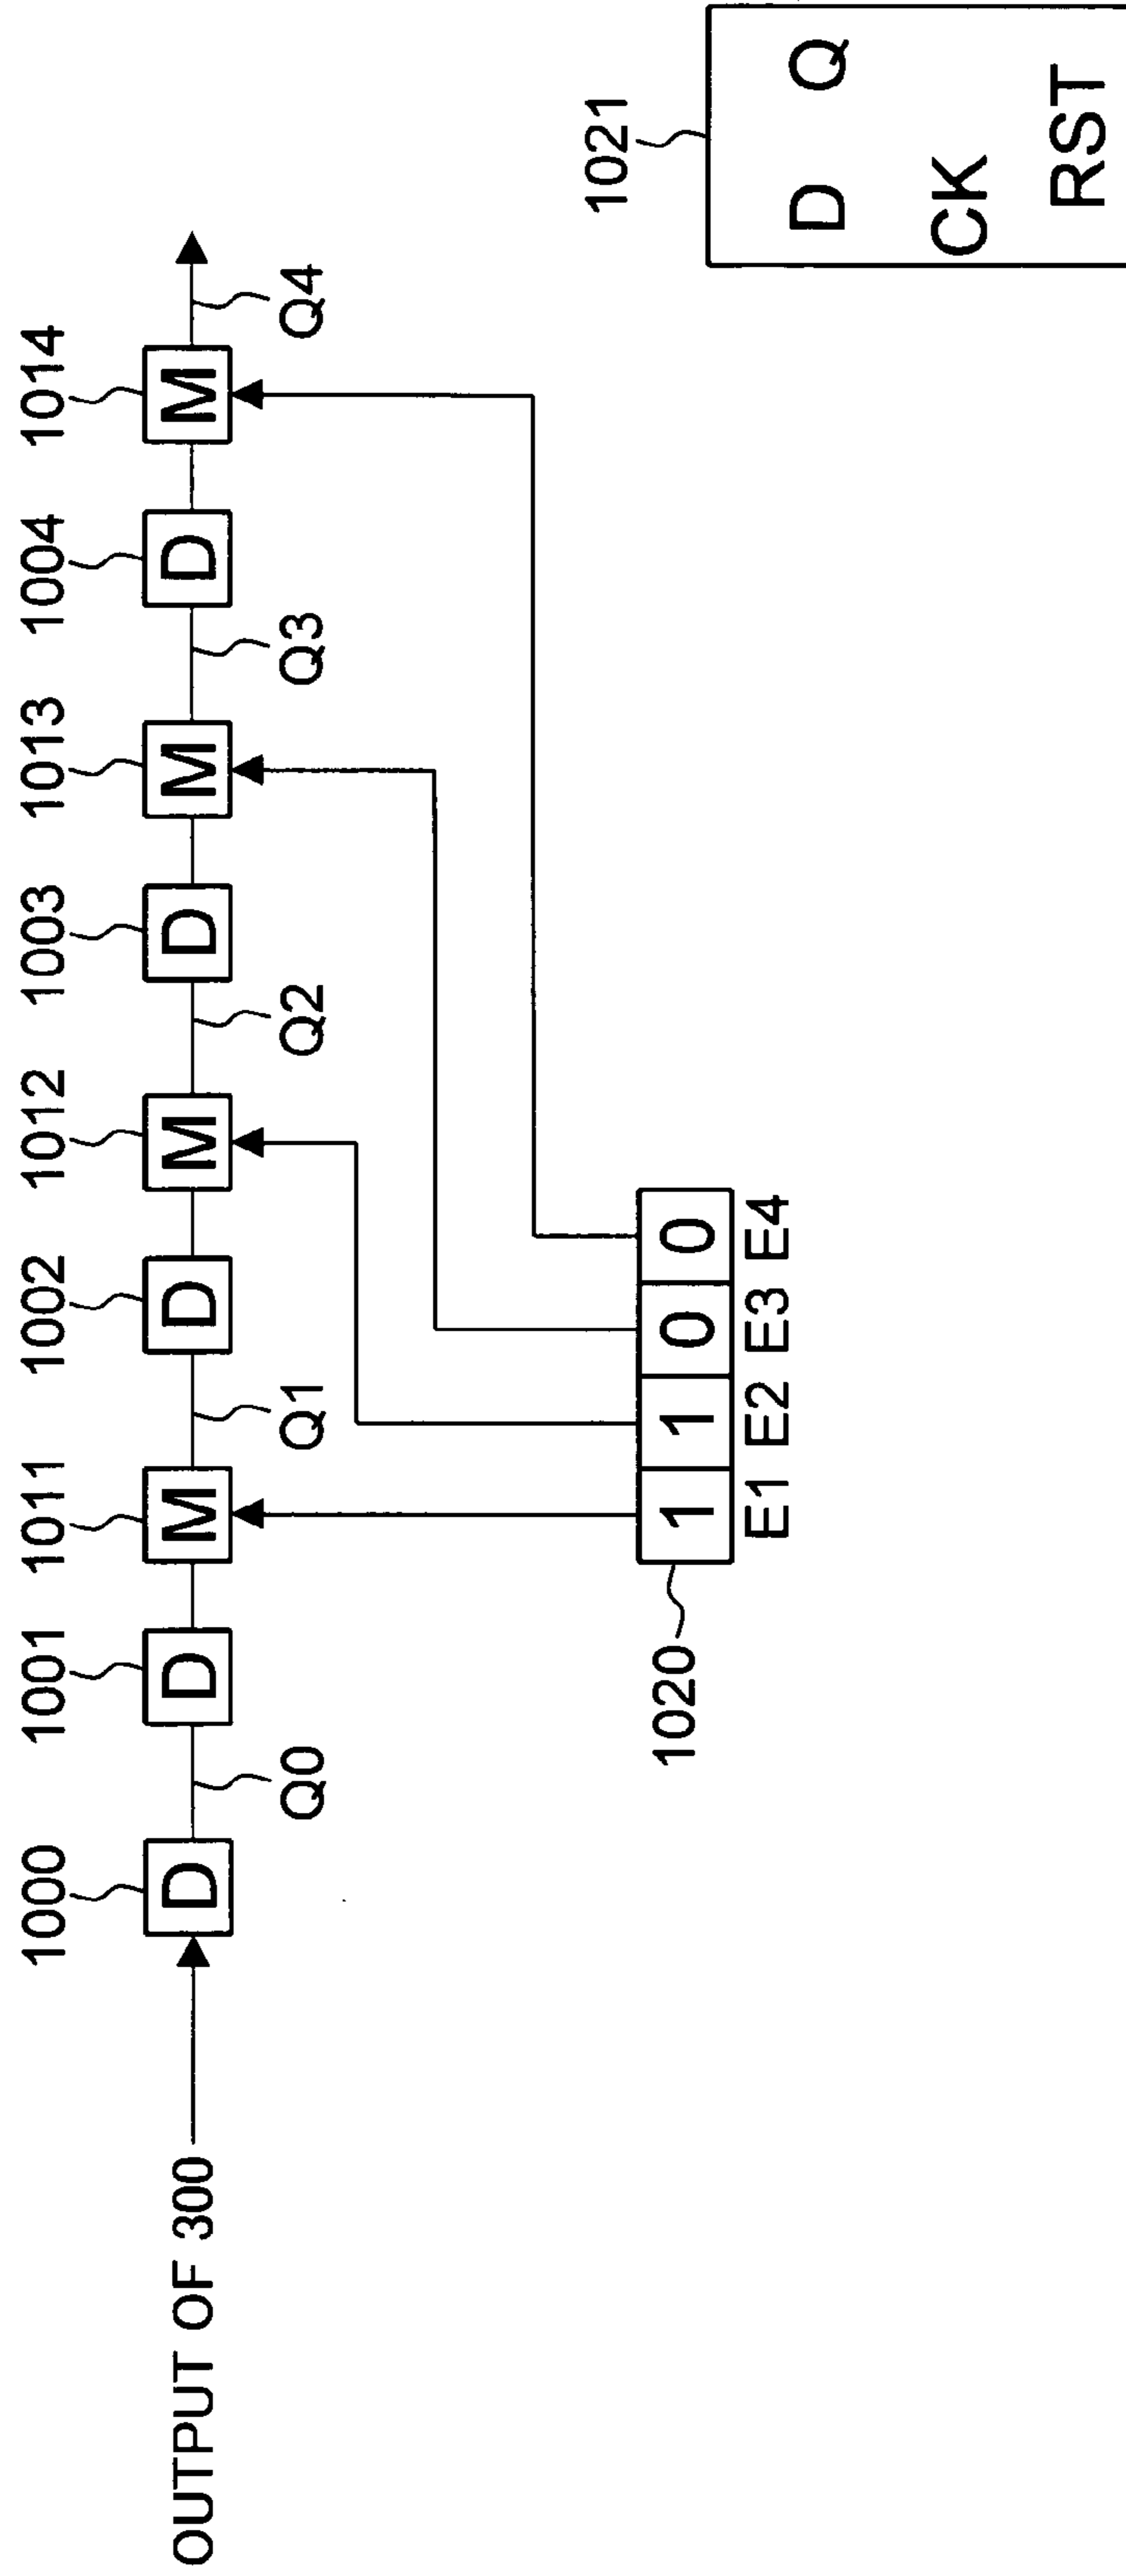 1000 1001 1011 1002 1012 1003 1013 1004 1014
OUTPUT OF 300 D D M D M D M D M
Q0 Q1 Q2 Q3 Q4
1020 1 1 0 0
E1 E2 E3 E4
1021
D Q
CK
RST